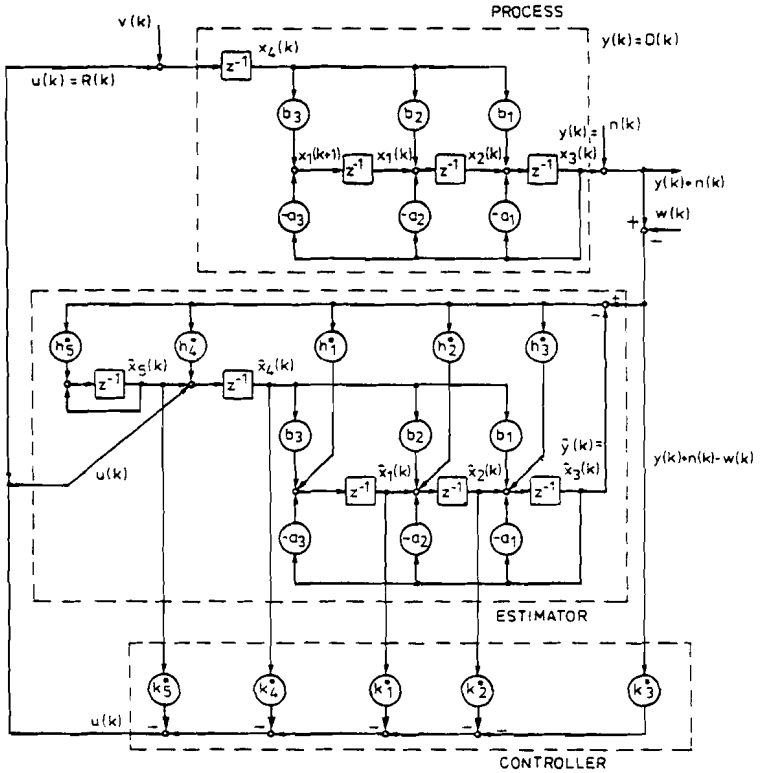 PROCESS
v(k)
x₄(k)
y(k)=D(k)
u(k)=R(k)
z⁻¹
b₃
b₂
b₁
y(k)=
n(k)
x₁(k+1)
x₁(k)
x₂(k)
x₃(k)
z⁻¹
z⁻¹
z⁻¹
y(k)+n(k)
-a₃
-a₂
-a₁
+
w(k)
-
+
-
h₅*
h₄*
h₁*
h₂*
h₃*
x̂₅(k)
x̂₄(k)
z⁻¹
z⁻¹
b₃
b₂
b₁
ŷ(k)=
u(k)
x̂₁(k)
x̂₂(k)
x̂₃(k)
y(k)+n(k)-w(k)
z⁻¹
z⁻¹
z⁻¹
-a₃
-a₂
-a₁
ESTIMATOR
k₅*
k₄*
k₁*
k₂*
k₃*
u(k)
-
-
-
-
-
CONTROLLER